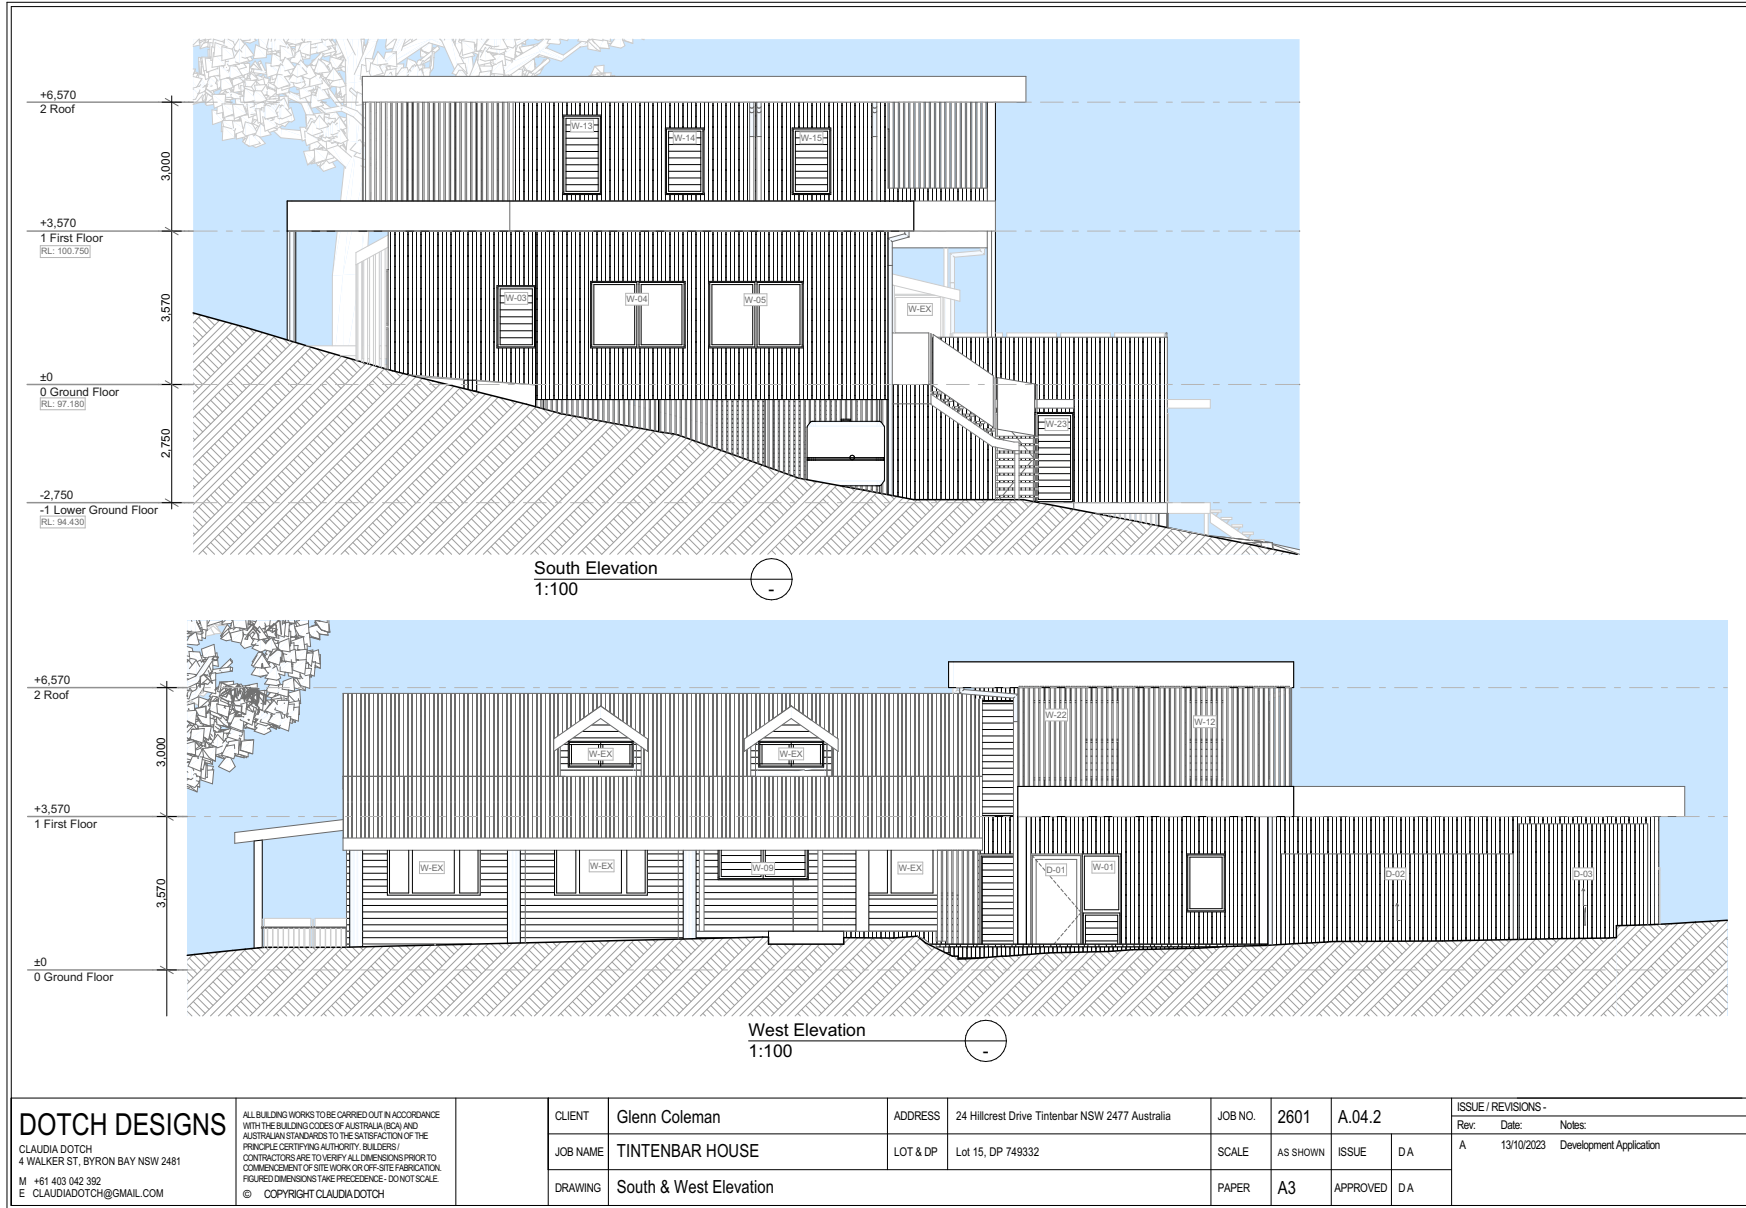 +6,570
2 Roof
3,000
+3,570
1 First Floor
RL: 100.750
3,570
±0
0 Ground Floor
RL: 97.180
2,750
-2,750
-1 Lower Ground Floor
RL: 94.430
W-13
W-14
W-15
W-03
W-04
W-05
W-EX
W-23
South Elevation
1:100
-
+6,570
2 Roof
3,000
+3,570
1 First Floor
3,570
±0
0 Ground Floor
W-22
W-12
W-EX
W-EX
W-EX
W-EX
W-09
W-EX
D-01
W-01
D-02
D-03
West Elevation
1:100
-
DOTCH DESIGNS
CLAUDIA DOTCH
4 WALKER ST, BYRON BAY NSW 2481
M +61 403 042 392
E CLAUDIADOTCH@GMAIL.COM
ALL BUILDING WORKS TO BE CARRIED OUT IN ACCORDANCE
WITH THE BUILDING CODES OF AUSTRALIA (BCA) AND
AUSTRALIAN STANDARDS TO THE SATISFACTION OF THE
PRINCIPLE CERTIFYING AUTHORITY. BUILDERS /
CONTRACTORS ARE TO VERIFY ALL DIMENSIONS PRIOR TO
COMMENCEMENT OF SITE WORK OR OFF-SITE FABRICATION.
FIGURED DIMENSIONS TAKE PRECEDENCE - DO NOT SCALE.
© COPYRIGHT CLAUDIA DOTCH
CLIENT Glenn Coleman
JOB NAME TINTENBAR HOUSE
DRAWING South & West Elevation
ADDRESS 24 Hillcrest Drive Tintenbar NSW 2477 Australia
LOT & DP Lot 15, DP 749332
JOB NO. 2601 A.04.2
SCALE AS SHOWN ISSUE DA
PAPER A3 APPROVED DA
ISSUE / REVISIONS -
Rev: Date: Notes:
A 13/10/2023 Development Application